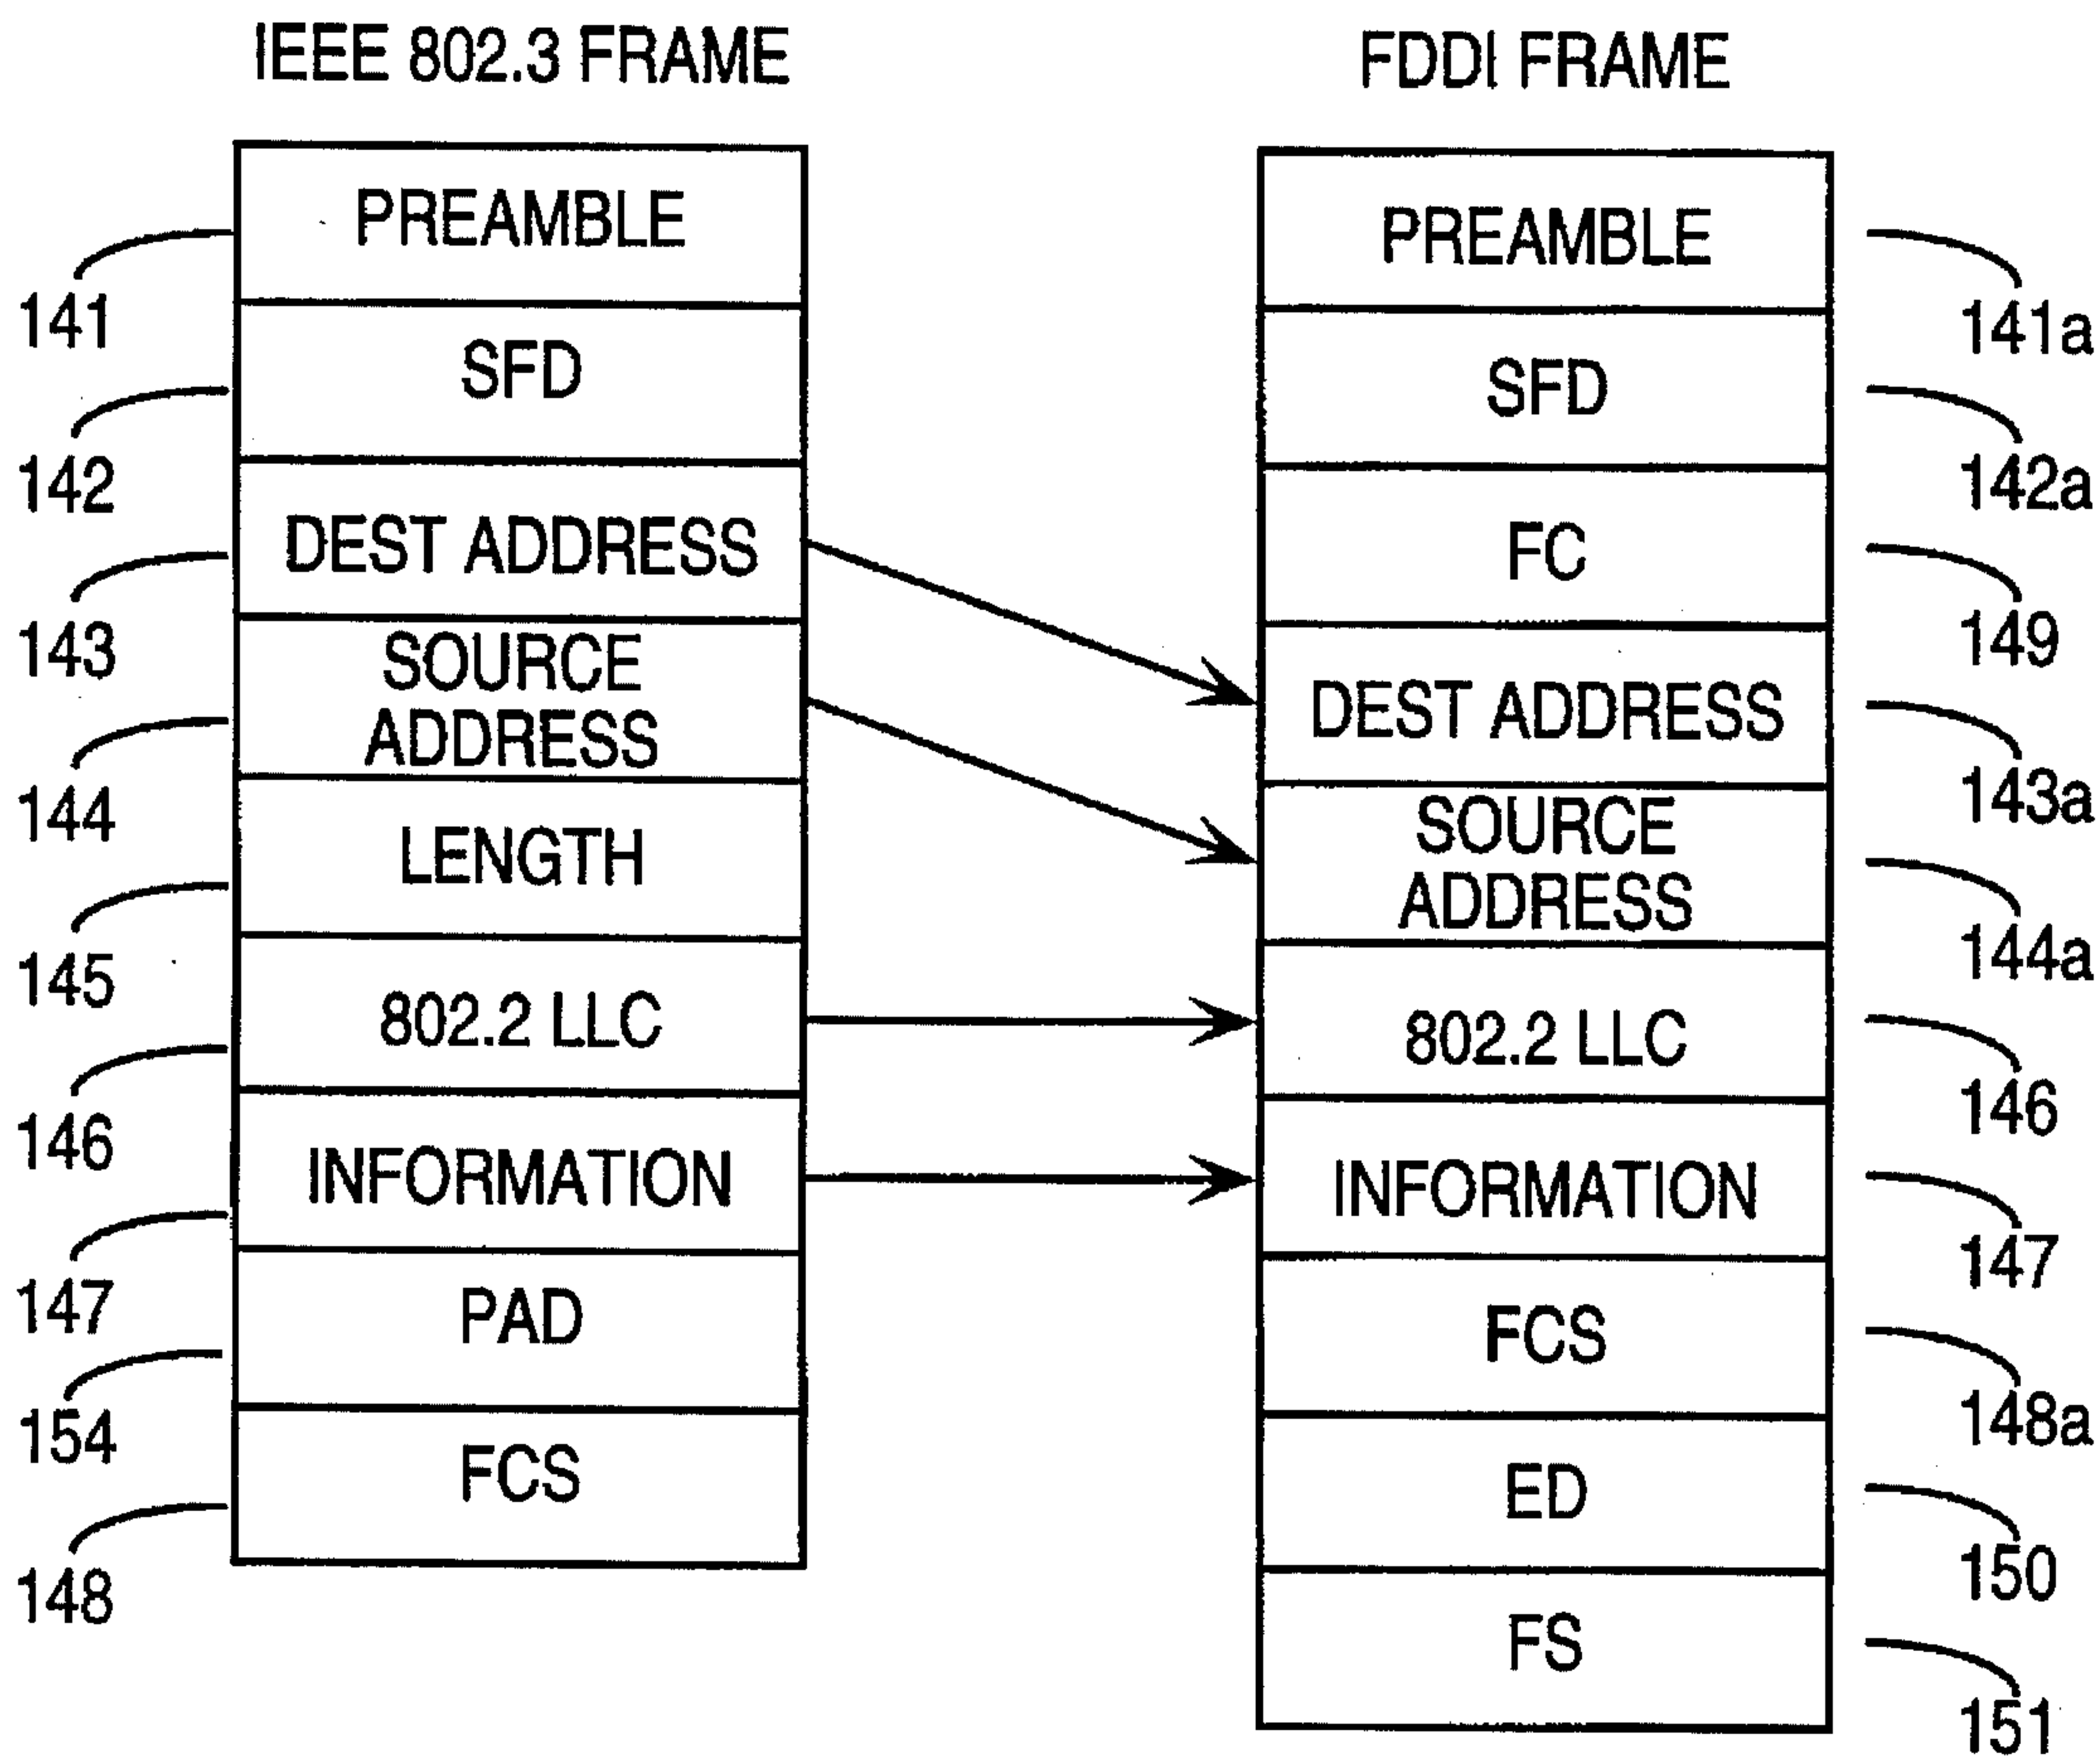 IEEE 802.3 FRAME
PREAMBLE
SFD
DEST ADDRESS
SOURCE
ADDRESS
LENGTH
802.2 LLC
INFORMATION
PAD
FCS
141
142
143
144
145
146
147
154
148
FDDI FRAME
PREAMBLE
SFD
FC
DEST ADDRESS
SOURCE
ADDRESS
802.2 LLC
INFORMATION
FCS
ED
FS
141a
142a
149
143a
144a
146
147
148a
150
151